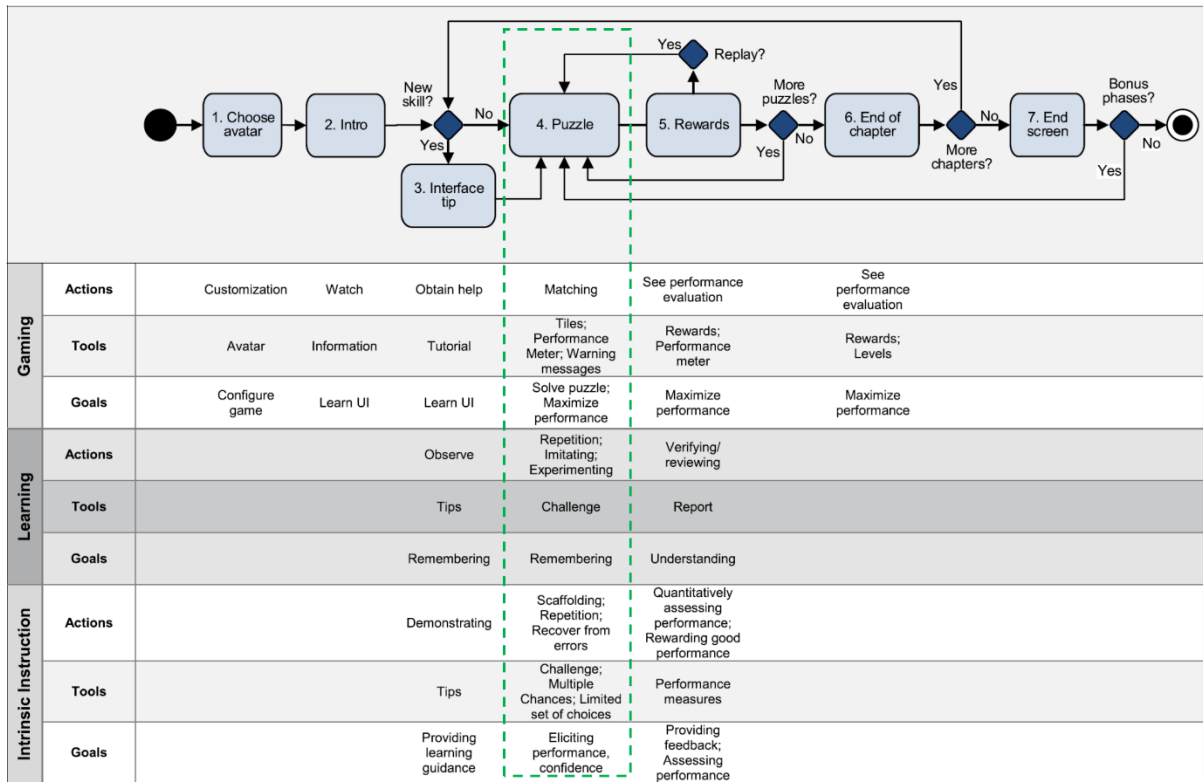 Yes
Replay?
New
skill?
More
puzzles?
Yes
Bonus
phases?
1. Choose
avatar
2. Intro
No
4. Puzzle
5. Rewards
6. End of
chapter
No
7. End
screen
Yes
No
Yes
More
chapters?
No
Yes
3. Interface
tip
Gaming
Actions
Customization
Watch
Obtain help
Matching
See performance
evaluation
See
performance
evaluation
Tools
Avatar
Information
Tutorial
Tiles;
Performance
Meter; Warning
messages
Rewards;
Performance
meter
Rewards;
Levels
Goals
Configure
game
Learn UI
Learn UI
Solve puzzle;
Maximize
performance
Maximize
performance
Maximize
performance
Learning
Actions
Observe
Repetition;
Imitating;
Experimenting
Verifying/
reviewing
Tools
Tips
Challenge
Report
Goals
Remembering
Remembering
Understanding
Intrinsic Instruction
Actions
Demonstrating
Scaffolding;
Repetition;
Recover from
errors
Quantitatively
assessing
performance;
Rewarding good
performance
Tools
Tips
Challenge;
Multiple
Chances; Limited
set of choices
Performance
measures
Goals
Providing
learning
guidance
Eliciting
performance,
confidence
Providing
feedback;
Assessing
performance